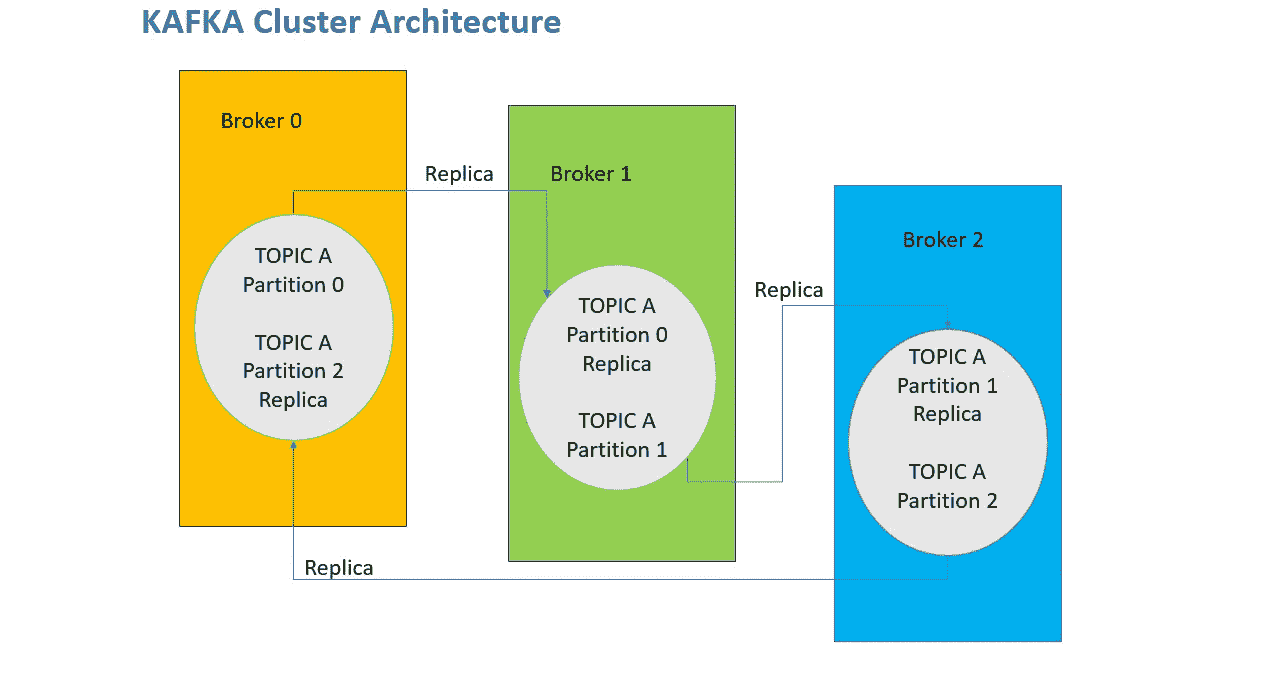 KAFKA Cluster Architecture
Broker 0
Replica
Broker 1
Broker 2
TOPIC A
Partition 0
TOPIC A
Partition 2
Replica
TOPIC A
Partition 0
Replica
TOPIC A
Partition 1
Replica
TOPIC A
Partition 1
Replica
TOPIC A
Partition 2
Replica